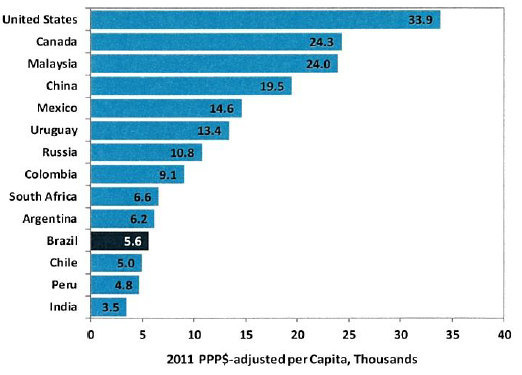 United States 33.9
Canada 24.3
Malaysia 24.0
China 19.5
Mexico 14.6
Uruguay 13.4
Russia 10.8
Colombia 9.1
South Africa 6.6
Argentina 6.2
Brazil 5.6
Chile 5.0
Peru 4.8
India 3.5
0 5 10 15 20 25 30 35 40
2011 PPP$-adjusted per Capita, Thousands